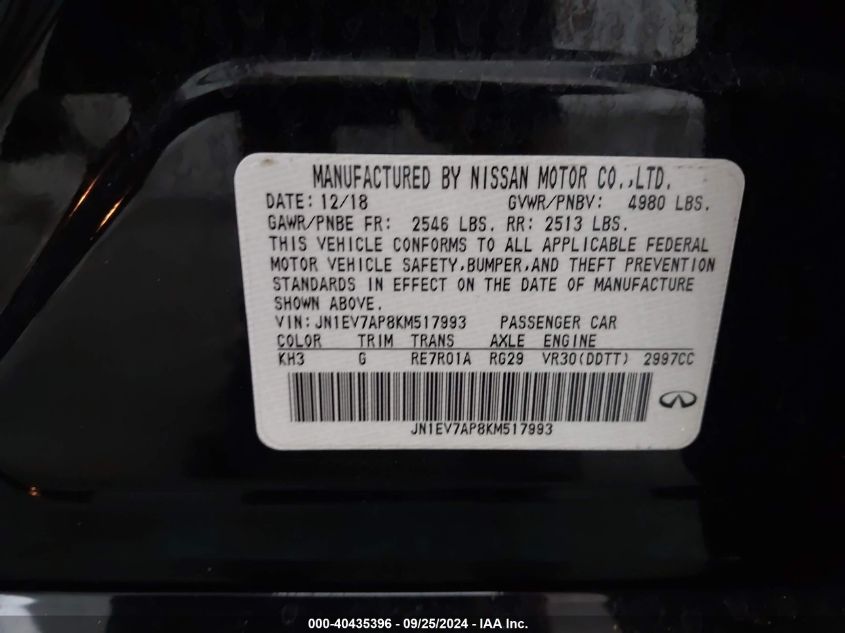 MANUFACTURED BY NISSAN MOTOR CO.,LTD.
DATE: 12/18 GVWR/PNBV: 4980 LBS.
GAWR/PNBE FR: 2546 LBS. RR: 2513 LBS.
THIS VEHICLE CONFORMS TO ALL APPLICABLE FEDERAL
MOTOR VEHICLE SAFETY,BUMPER,AND THEFT PREVENTION
STANDARDS IN EFFECT ON THE DATE OF MANUFACTURE
SHOWN ABOVE.
VIN: JN1EV7AP8KM517993 PASSENGER CAR
COLOR TRIM TRANS AXLE ENGINE
KH3 G RE7R01A RG29 VR30(DDTT) 2997CC
JN1EV7AP8KM517993
000-40435396 - 09/25/2024 - IAA Inc.